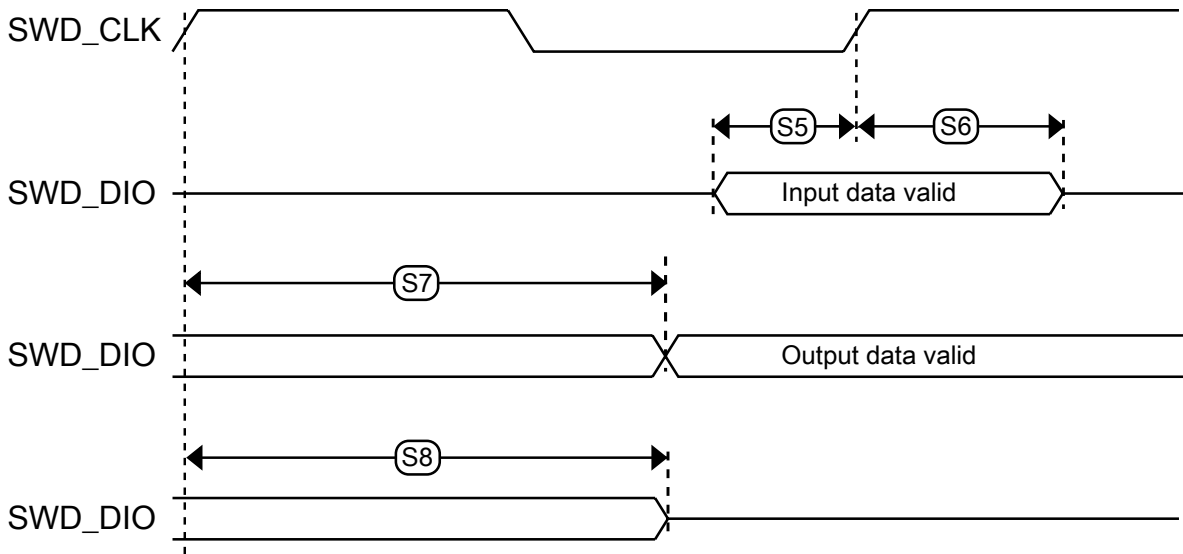 SWD_CLK
S5
S6
SWD_DIO
Input data valid
S7
SWD_DIO
Output data valid
S8
SWD_DIO